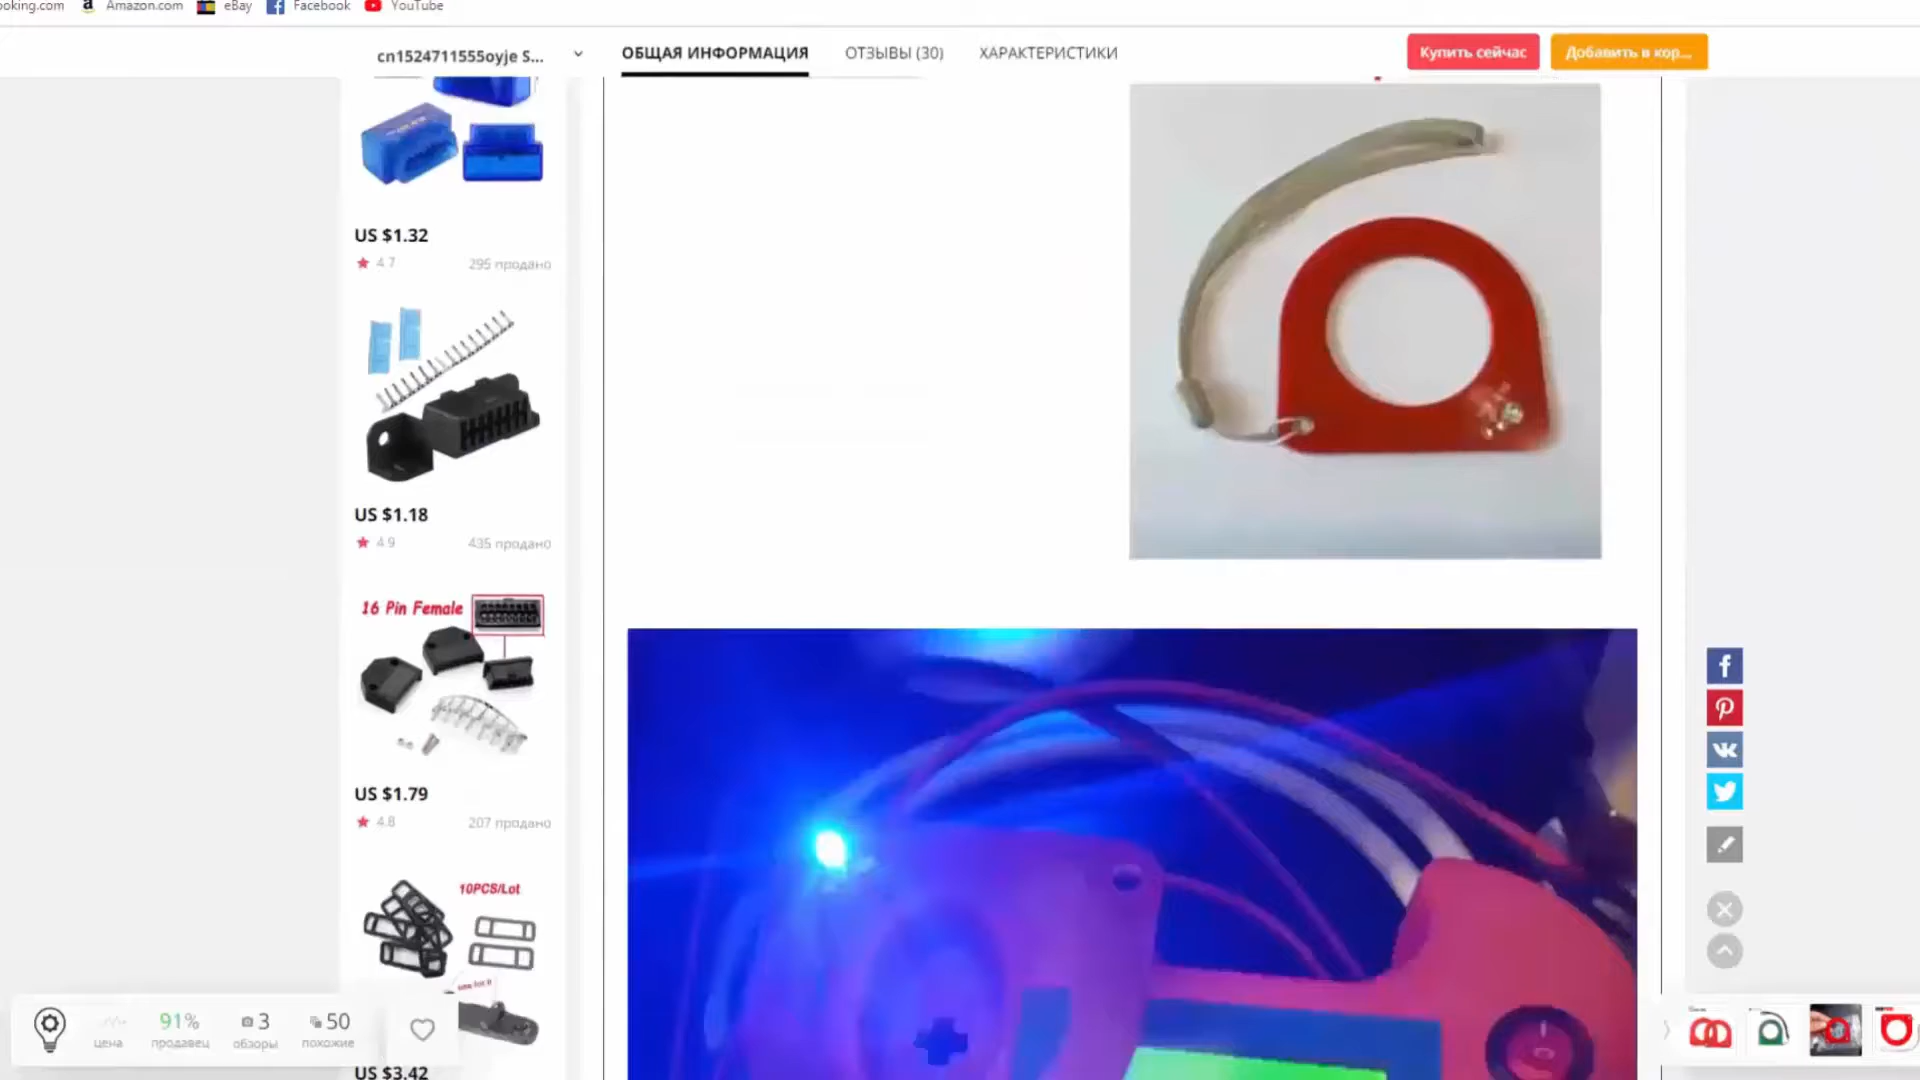 ooking.com Amazon.com eBay Facebook YouTube
cn1524711555oyje S... ОБЩАЯ ИНФОРМАЦИЯ ОТЗЫВЫ (30) ХАРАКТЕРИСТИКИ Купить сейчас Добавить в кор...
US $1.32
4.7 295 продано
US $1.18
4.9 435 продано
16 Pin Female
US $1.79
4.8 207 продано
10PCS/Lot
91% 3 50
цена продавец обзоры похожие
US $3.42